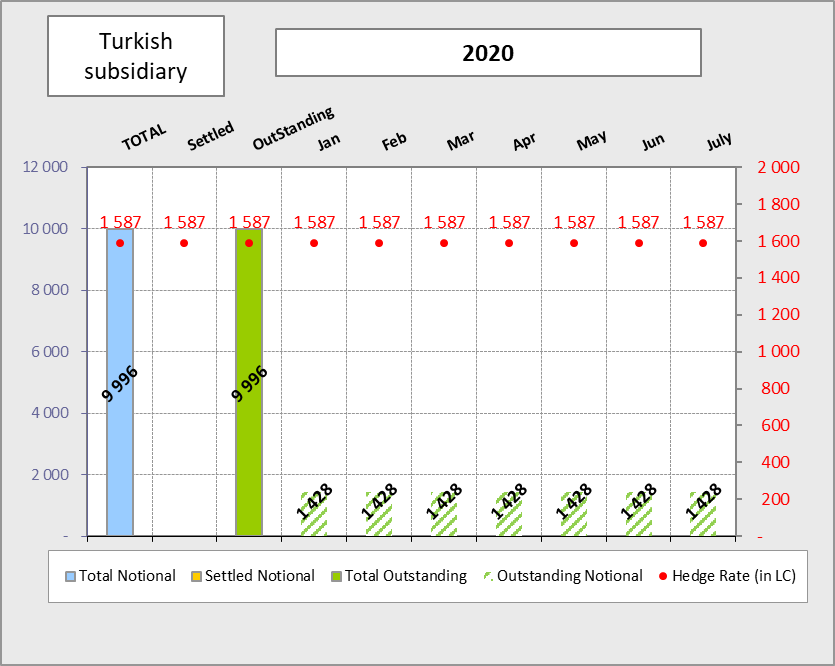 Turkish
subsidiary
2020
TOTAL Settled OutStanding Jan Feb Mar Apr May Jun July
12 000 2 000
1 800
1 587 1 587 1 587 1 587 1 587 1 587 1 587 1 587 1 587 1 587
10 000
1 600
1 400
8 000
1 200
6 000 1 000
800
9 996 9 996
4 000
600
400
2 000
1 428 1 428 1 428 1 428 1 428 1 428 1 428
200
- -
Total Notional Settled Notional Total Outstanding Outstanding Notional Hedge Rate (in LC)